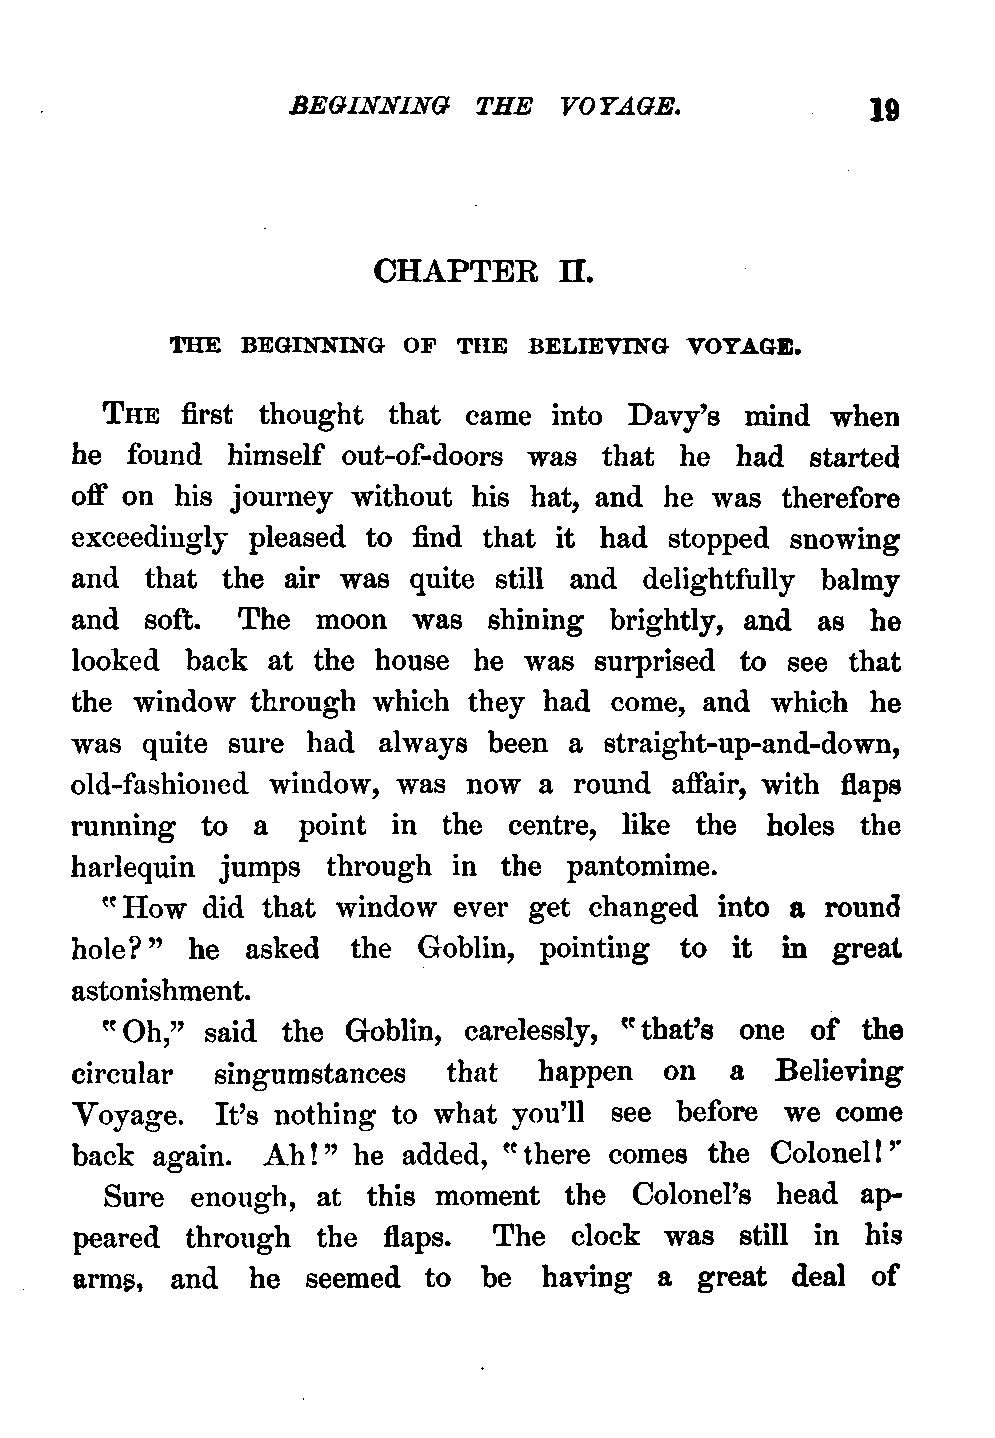 BEGINNING THE VOYAGE. 19
CHAPTER II.
THE BEGINNING OF THE BELIEVING VOYAGE.
THE first thought that came into Davy's mind when
he found himself out-of-doors was that he had started
off on his journey without his hat, and he was therefore
exceedingly pleased to find that it had stopped snowing
and that the air was quite still and delightfully balmy
and soft. The moon was shining brightly, and as he
looked back at the house he was surprised to see that
the window through which they had come, and which he
was quite sure had always been a straight-up-and-down,
old-fashioned window, was now a round affair, with flaps
running to a point in the centre, like the holes the
harlequin jumps through in the pantomime.
"How did that window ever get changed into a round
hole?" he asked the Goblin, pointing to it in great
astonishment.
"Oh," said the Goblin, carelessly, "that's one of the
circular singumstances that happen on a Believing
Voyage. It's nothing to what you'll see before we come
back again. Ah!" he added, "there comes the Colonel!"
Sure enough, at this moment the Colonel's head ap-
peared through the flaps. The clock was still in his
arms, and he seemed to be having a great deal of